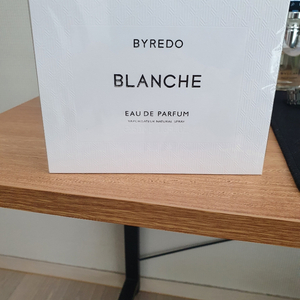 BYREDO
BLANCHE
EAU DE PARFUM